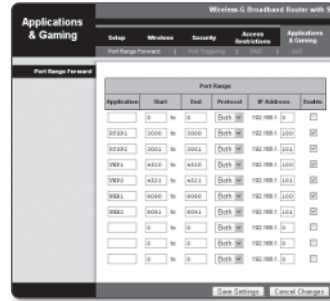 Wireless-G Broadband Router with S
Applications & Gaming
Setup Wireless Security Access Restrictions Applications & Gaming
Port Range Forward | Port Triggering | DMZ | QoS
Port Range Forward
Port Range
Application Start End Protocol IP Address Enable
0 to 0 Both 192.168.1. 0
RTSP1 3000 to 3000 Both 192.168.1. 100
RTSP2 3001 to 3001 Both 192.168.1. 101
4520 to 4520 Both 192.168.1. 100
4521 to 4521 Both 192.168.1. 101
WEB1 8080 to 8080 Both 192.168.1. 100
WEB2 8081 to 8081 Both 192.168.1. 101
0 to 0 Both 192.168.1. 0
0 to 0 Both 192.168.1. 0
0 to 0 Both 192.168.1. 0
Save Settings Cancel Changes